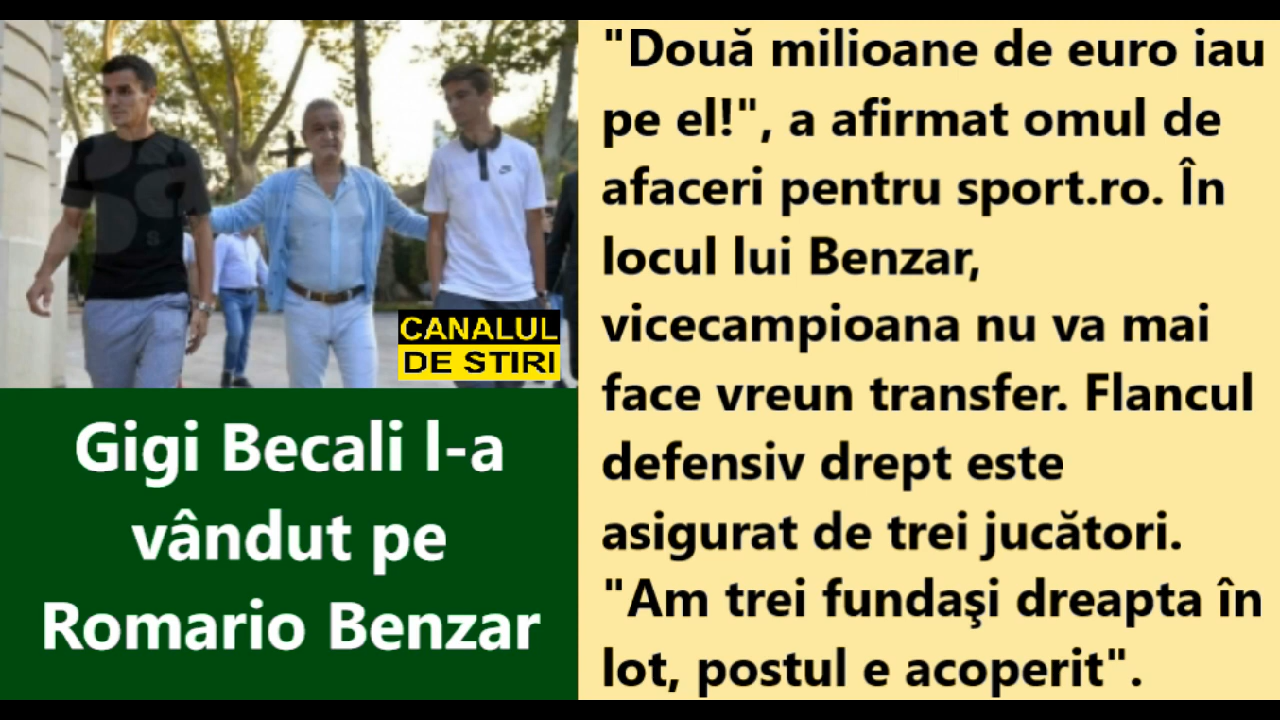 CANALUL
DE STIRI
Gigi Becali l-a
vândut pe
Romario Benzar
"Două milioane de euro iau
pe el!", a afirmat omul de
afaceri pentru sport.ro. În
locul lui Benzar,
vicecampioana nu va mai
face vreun transfer. Flancul
defensiv drept este
asigurat de trei jucători.
"Am trei fundaşi dreapta în
lot, postul e acoperit".